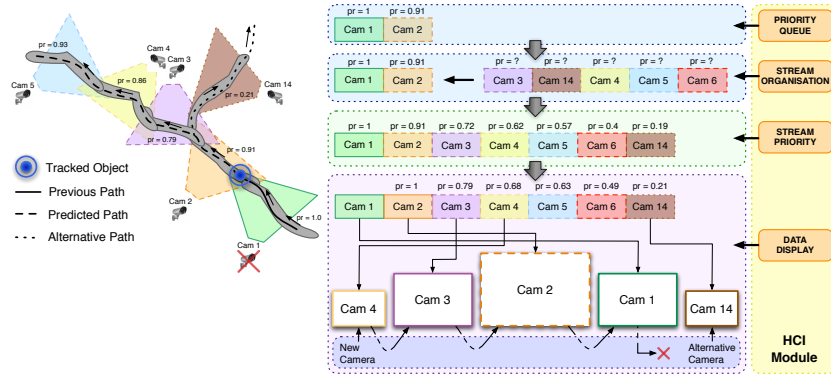 pr = 0.93
Cam 5
Cam 4
Cam 3
pr = 0.86
pr = 0.79
pr = 0.21
Cam 14
pr = 0.91
Cam 2
pr = 1.0
Cam 1
Tracked Object
Previous Path
Predicted Path
Alternative Path
pr = 1 pr = 0.91
Cam 1 Cam 2
PRIORITY
QUEUE
pr = 1 pr = 0.91 pr = ? pr = ? pr = ? pr = ? pr = ?
Cam 1 Cam 2 Cam 3 Cam 14 Cam 4 Cam 5 Cam 6
STREAM
ORGANISATION
pr = 1 pr = 0.91 pr = 0.72 pr = 0.62 pr = 0.57 pr = 0.4 pr = 0.19
Cam 1 Cam 2 Cam 3 Cam 4 Cam 5 Cam 6 Cam 14
STREAM
PRIORITY
pr = 1 pr = 0.79 pr = 0.68 pr = 0.63 pr = 0.49 pr = 0.21
Cam 1 Cam 2 Cam 3 Cam 4 Cam 5 Cam 6 Cam 14
DATA
DISPLAY
Cam 4 Cam 3 Cam 2 Cam 1 Cam 14
New
Camera
Alternative
Camera
HCI
Module